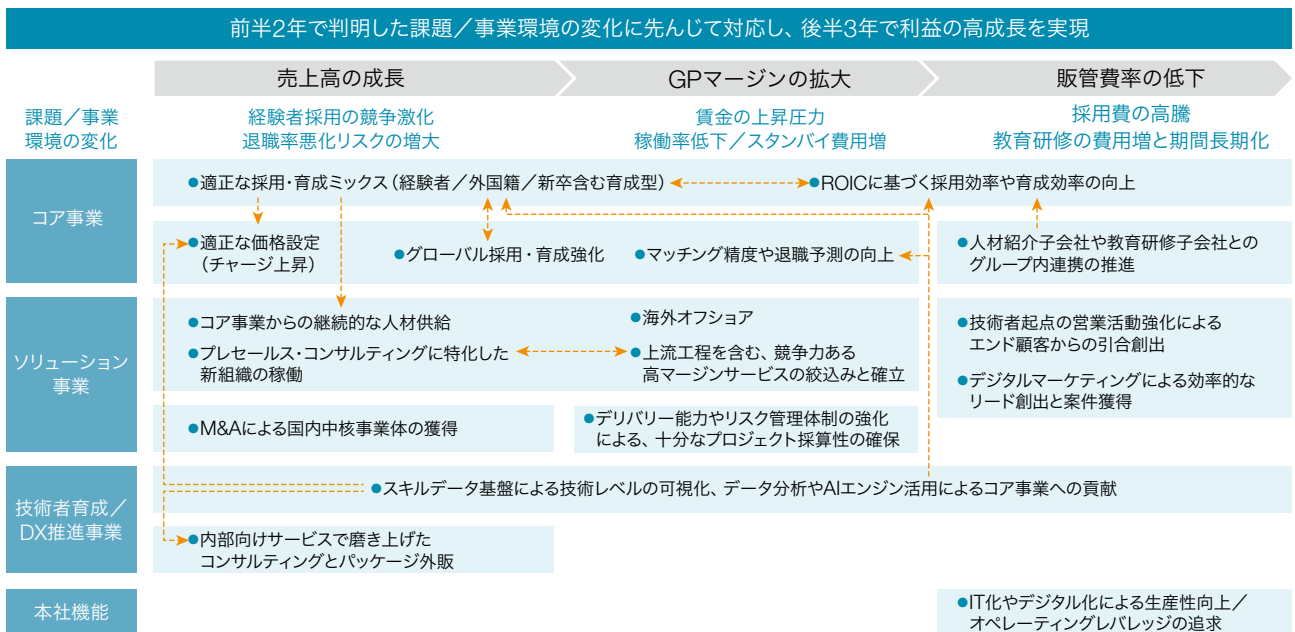 前半2年で判明した課題／事業環境の変化に先んじて対応し、後半3年で利益の高成長を実現
売上高の成長
GPマージンの拡大
販管費率の低下
課題／事業
環境の変化
経験者採用の競争激化
退職率悪化リスクの増大
賃金の上昇圧力
稼働率低下／スタンバイ費用増
採用費の高騰
教育研修の費用増と期間長期化
コア事業
●適正な採用・育成ミックス（経験者／外国籍／新卒含む育成型）
●ROICに基づく採用効率や育成効率の向上
●適正な価格設定
（チャージ上昇）
●グローバル採用・育成強化
●マッチング精度や退職予測の向上
●人材紹介子会社や教育研修子会社との
グループ内連携の推進
ソリューション
事業
●コア事業からの継続的な人材供給
●プレセールス・コンサルティングに特化した
新組織の稼働
●海外オフショア
●上流工程を含む、競争力ある
高マージンサービスの絞込みと確立
●技術者起点の営業活動強化による
エンド顧客からの引合創出
●デジタルマーケティングによる効率的な
リード創出と案件獲得
●M&Aによる国内中核事業体の獲得
●デリバリー能力やリスク管理体制の強化
による、十分なプロジェクト採算性の確保
技術者育成／
DX推進事業
●スキルデータ基盤による技術レベルの可視化、データ分析やAIエンジン活用によるコア事業への貢献
●内部向けサービスで磨き上げた
コンサルティングとパッケージ外販
本社機能
●IT化やデジタル化による生産性向上／
オペレーティングレバレッジの追求